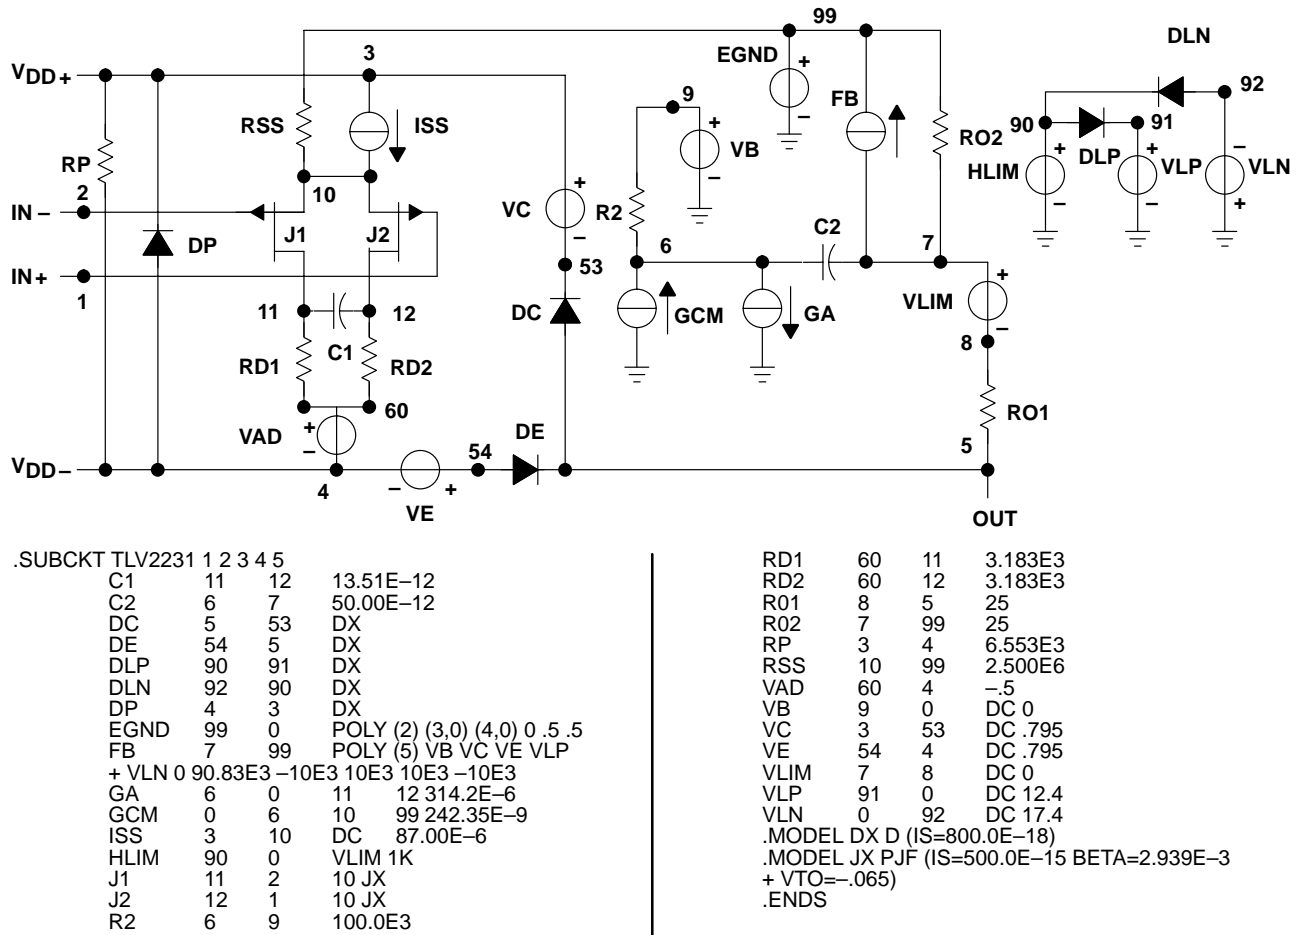 99
DLN
3
VDD+
EGND
+
–
92
9
FB
90
91
RSS
ISS
VB
+
–
RO2
DLP
HLIM
+
–
VLP
+
–
VLN
–
+
RP
10
2
IN–
J1
J2
VC
+
–
R2
C2
DP
6
7
IN+
1
53
11
12
C1
DC
GCM
GA
VLIM
+
–
8
RD1
RD2
60
RO1
VAD
+
–
DE
54
5
VDD–
4
–
+
VE
OUT
.SUBCKT TLV2231 1 2 3 4 5
C1 11 12 13.51E–12
C2 6 7 50.00E–12
DC 5 53 DX
DE 54 5 DX
DLP 90 91 DX
DLN 92 90 DX
DP 4 3 DX
EGND 99 0 POLY (2) (3,0) (4,0) 0 .5 .5
FB 7 99 POLY (5) VB VC VE VLP
+ VLN 0 90.83E3 –10E3 10E3 10E3 –10E3
GA 6 0 11 12 314.2E–6
GCM 0 6 10 99 242.35E–9
ISS 3 10 DC 87.00E–6
HLIM 90 0 VLIM 1K
J1 11 2 10 JX
J2 12 1 10 JX
R2 6 9 100.0E3
RD1 60 11 3.183E3
RD2 60 12 3.183E3
R01 8 5 25
R02 7 99 25
RP 3 4 6.553E3
RSS 10 99 2.500E6
VAD 60 4 –.5
VB 9 0 DC 0
VC 3 53 DC .795
VE 54 4 DC .795
VLIM 7 8 DC 0
VLP 91 0 DC 12.4
VLN 0 92 DC 17.4
.MODEL DX D (IS=800.0E–18)
.MODEL JX PJF (IS=500.0E–15 BETA=2.939E–3
+ VTO=–.065)
.ENDS